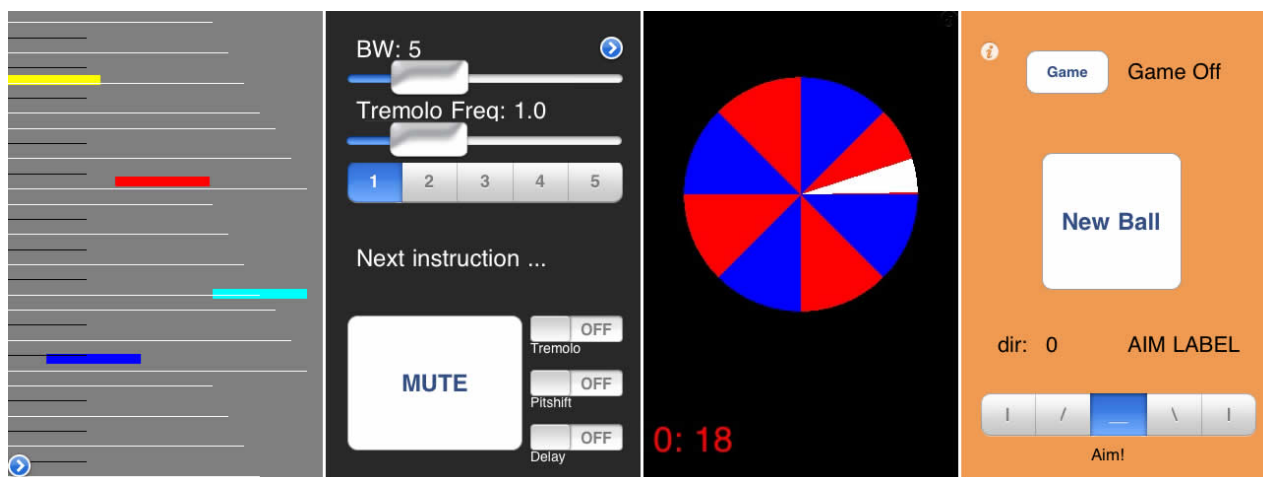 BW: 5
Tremolo Freq: 1.0
1 2 3 4 5
Next instruction ...
MUTE
OFF
Tremolo
OFF
Pitshift
OFF
Delay
0: 18
Game Game Off
New Ball
dir: 0 AIM LABEL
I / __ \ I
Aim!